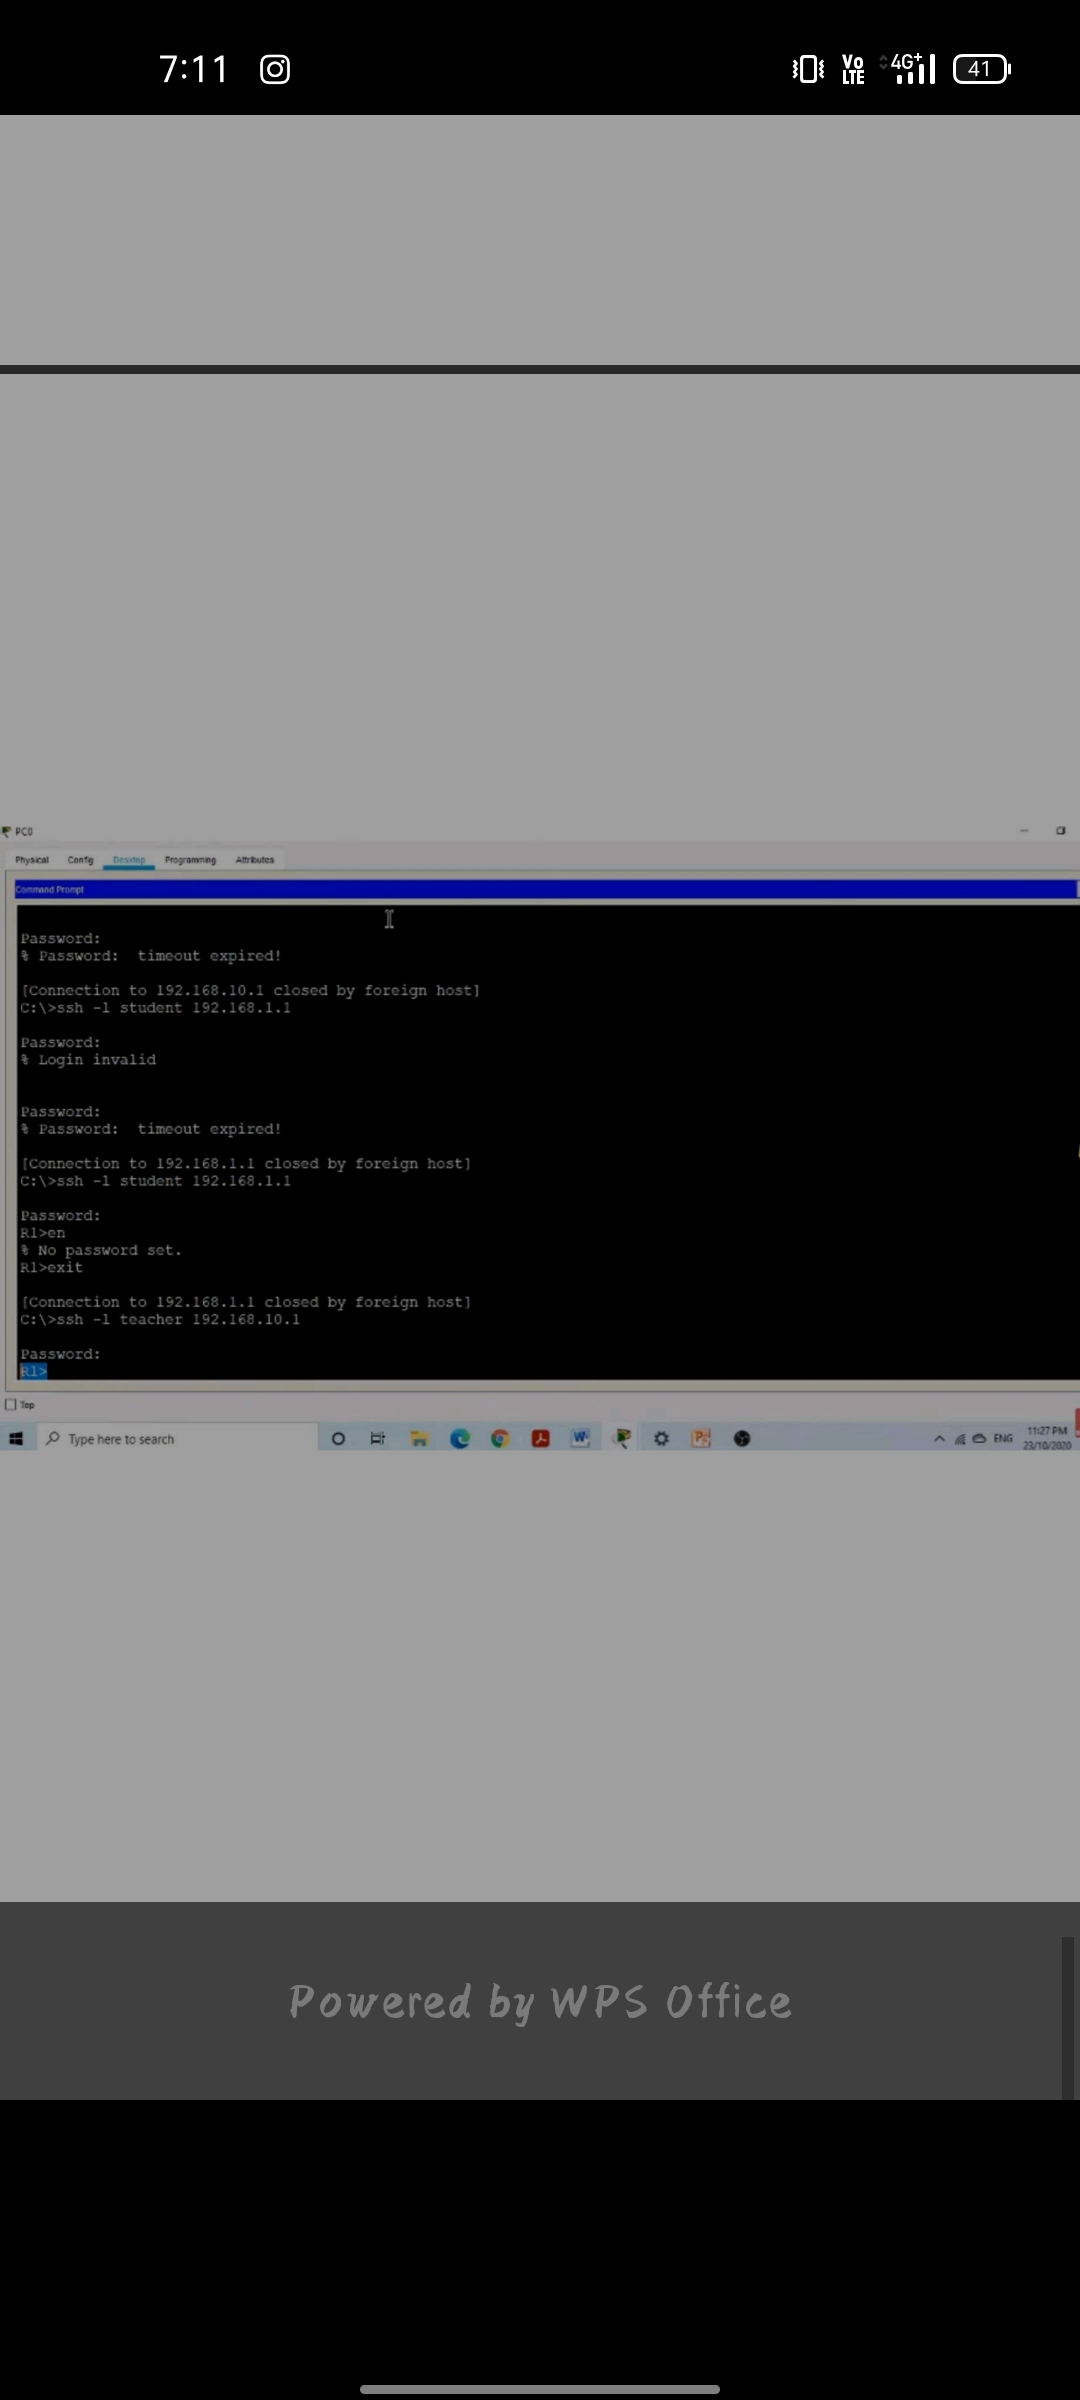 7:11
Vo
LTE
4G+
41
PC0
Physical Config Desktop Programming Attributes
Command Prompt
Password:
% Password:  timeout expired!
[Connection to 192.168.10.1 closed by foreign host]
C:\>ssh -l student 192.168.1.1
Password:
% Login invalid
Password:
% Password:  timeout expired!
[Connection to 192.168.1.1 closed by foreign host]
C:\>ssh -l student 192.168.1.1
Password:
R1>en
% No password set.
R1>exit
[Connection to 192.168.1.1 closed by foreign host]
C:\>ssh -l teacher 192.168.10.1
Password:
R1>
Top
Type here to search
ENG
11:27 PM
23/10/2020
Powered by WPS Office